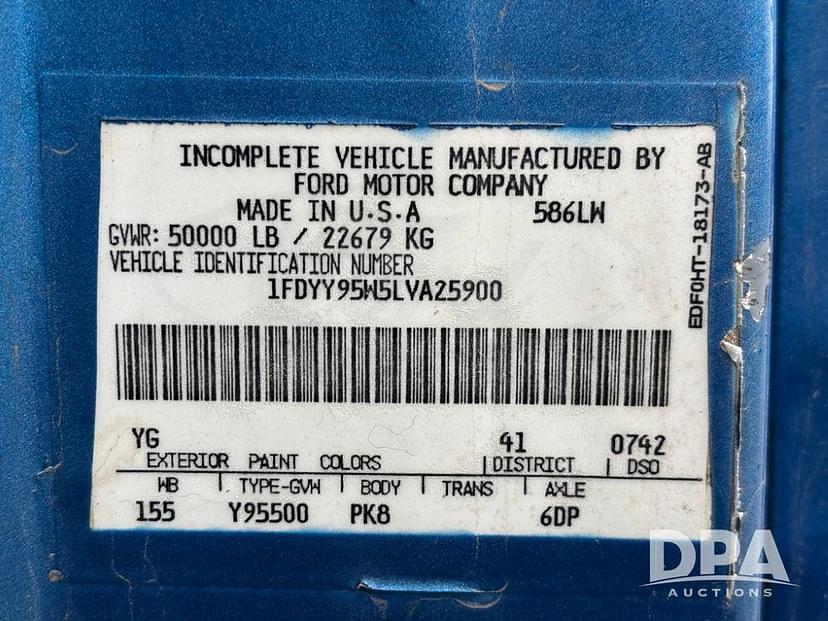 INCOMPLETE VEHICLE MANUFACTURED BY
FORD MOTOR COMPANY
MADE IN U.S.A 586LW
GVWR: 50000 LB / 22679 KG
VEHICLE IDENTIFICATION NUMBER
1FDYY95W5LVA25900
EDF0HT-18173-AB
YG 41 0742
EXTERIOR PAINT COLORS DISTRICT DSO
WB TYPE-GVW BODY TRANS AXLE
155 Y95500 PK8 6DP
DPA
AUCTIONS